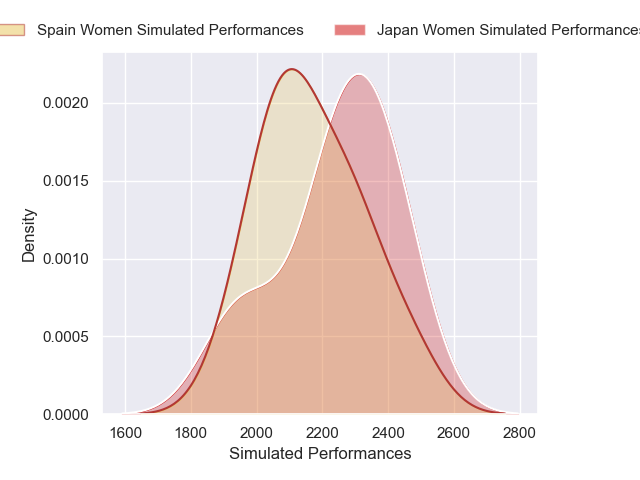 Spain Women Simulated Performances
Japan Women Simulated Performances
0.0020
0.0015
0.0010
0.0005
0.0000
Density
1600 1800 2000 2200 2400 2600 2800
Simulated Performances